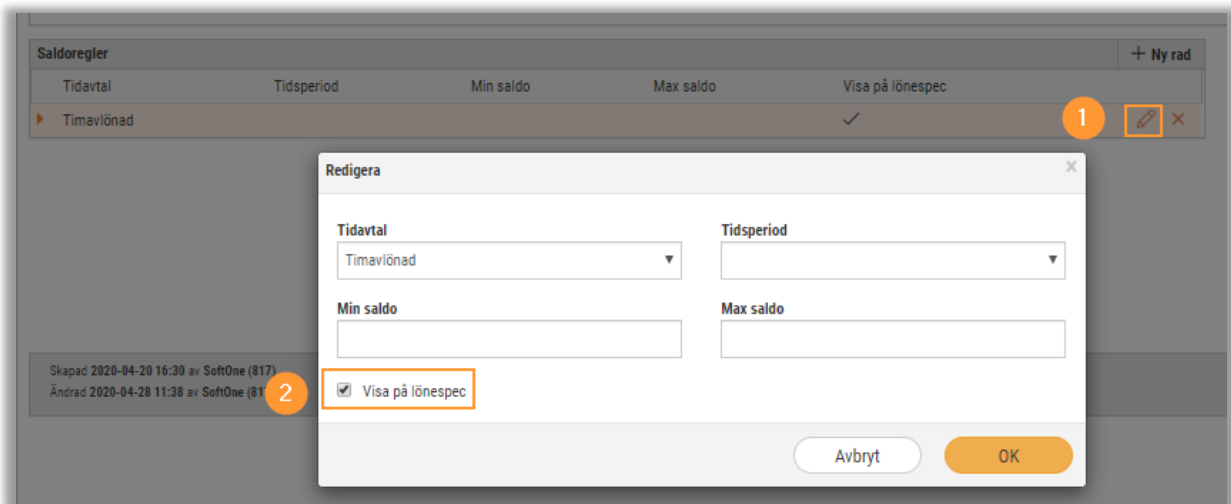 Saldoregler + Ny rad
Tidavtal Tidsperiod Min saldo Max saldo Visa på lönespec
Timavlönad
1
Redigera
Tidavtal Tidsperiod
Timavlönad
Min saldo Max saldo
Skapad 2020-04-20 16:30 av SoftOne (817)
Ändrad 2020-04-28 11:38 av SoftOne (81
2
Visa på lönespec
Avbryt OK